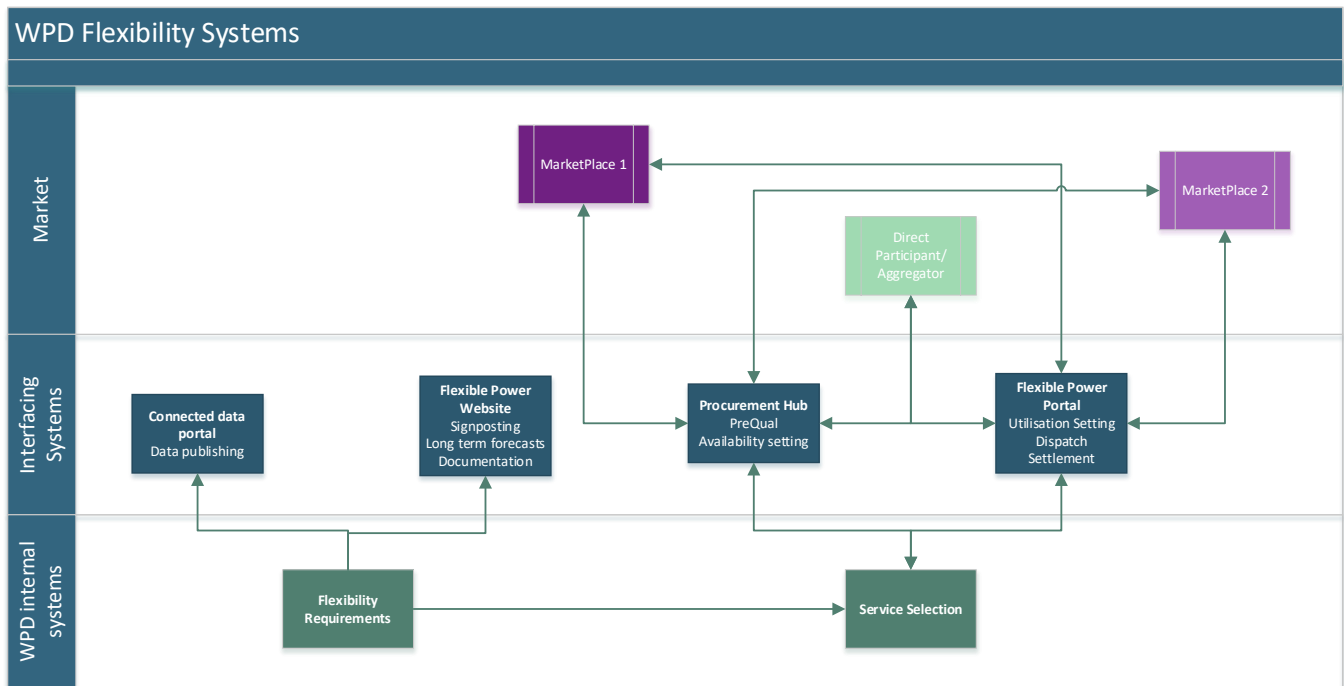 WPD Flexibility Systems
Market
MarketPlace 1
MarketPlace 2
Direct
Participant/
Aggregator
Interfacing
Systems
Connected data
portal
Data publishing
Flexible Power
Website
Signposting
Long term forecasts
Documentation
Procurement Hub
PreQual
Availability setting
Flexible Power
Portal
Utilisation Setting
Dispatch
Settlement
WPD internal
systems
Flexibility
Requirements
Service Selection